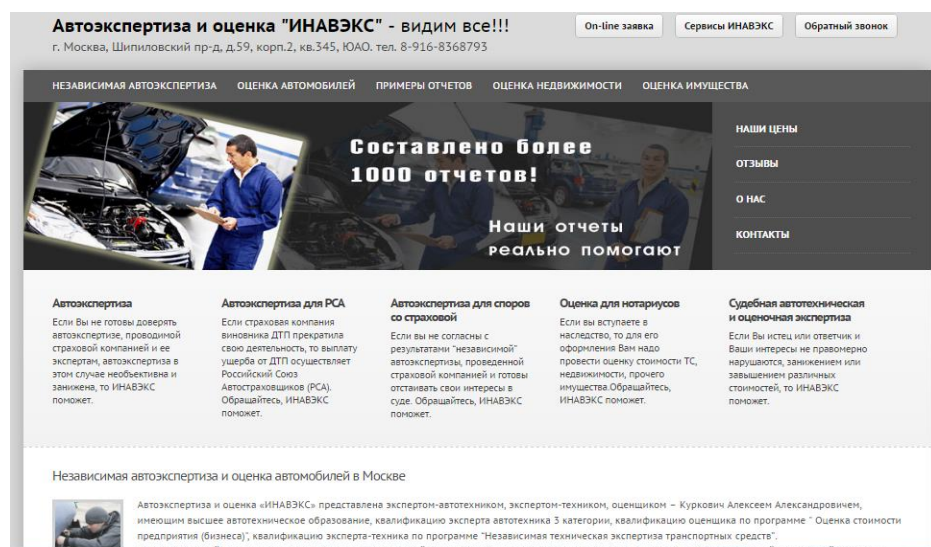 Автоэкспертиза и оценка "ИНАВЭКС" - видим все!!!
г. Москва, Шипиловский пр-д, д.59, корп.2, кв.345, ЮАО. тел. 8-916-8368793
On-line заявка
Сервисы ИНАВЭКС
Обратный звонок
НЕЗАВИСИМАЯ АВТОЭКСПЕРТИЗА
ОЦЕНКА АВТОМОБИЛЕЙ
ПРИМЕРЫ ОТЧЕТОВ
ОЦЕНКА НЕДВИЖИМОСТИ
ОЦЕНКА ИМУЩЕСТВА
Составлено более
1000 отчетов!
Наши отчеты
реально помогают
НАШИ ЦЕНЫ
ОТЗЫВЫ
О НАС
КОНТАКТЫ
Автоэкспертиза
Если Вы не готовы доверять
автоэкспертизе, проводимой
страховой компанией и ее
экспертам, автоэкспертиза в
этом случае необъективна и
занижена, то ИНАВЭКС
поможет.
Автоэкспертиза для РСА
Если страховая компания
виновника ДТП прекратила
свою деятельность, то выплату
ущерба от ДТП осуществляет
Российский Союз
Автостраховщиков (РСА).
Обращайтесь, ИНАВЭКС
поможет.
Автоэкспертиза для споров
со страховой
Если вы не согласны с
результатами "независимой"
автоэкспертизы, проведенной
страховой компанией и готовы
отстаивать свои интересы в
суде. Обращайтесь, ИНАВЭКС
поможет.
Оценка для нотариусов
Если вы вступаете в
наследство, то для его
оформления Вам надо
провести оценку стоимости ТС,
недвижимости, прочего
имущества.Обращайтесь,
ИНАВЭКС поможет.
Судебная автотехническая
и оценочная экспертиза
Если Вы истец или ответчик и
Ваши интересы не правомерно
нарушаются, занижением или
завышением различных
стоимостей, то ИНАВЭКС
поможет.
Независимая автоэкспертиза и оценка автомобилей в Москве
Автоэкспертиза и оценка «ИНАВЭКС» представлена экспертом-автотехником, экспертом-техником, оценщиком – Куркович Алексеем Александровичем,
имеющим высшее автотехническое образование, квалификацию эксперта автотехника 3 категории, квалификацию оценщика по программе " Оценка стоимости
предприятия (бизнеса)", квалификацию эксперта-техника по программе "Независимая техническая экспертиза транспортных средств".